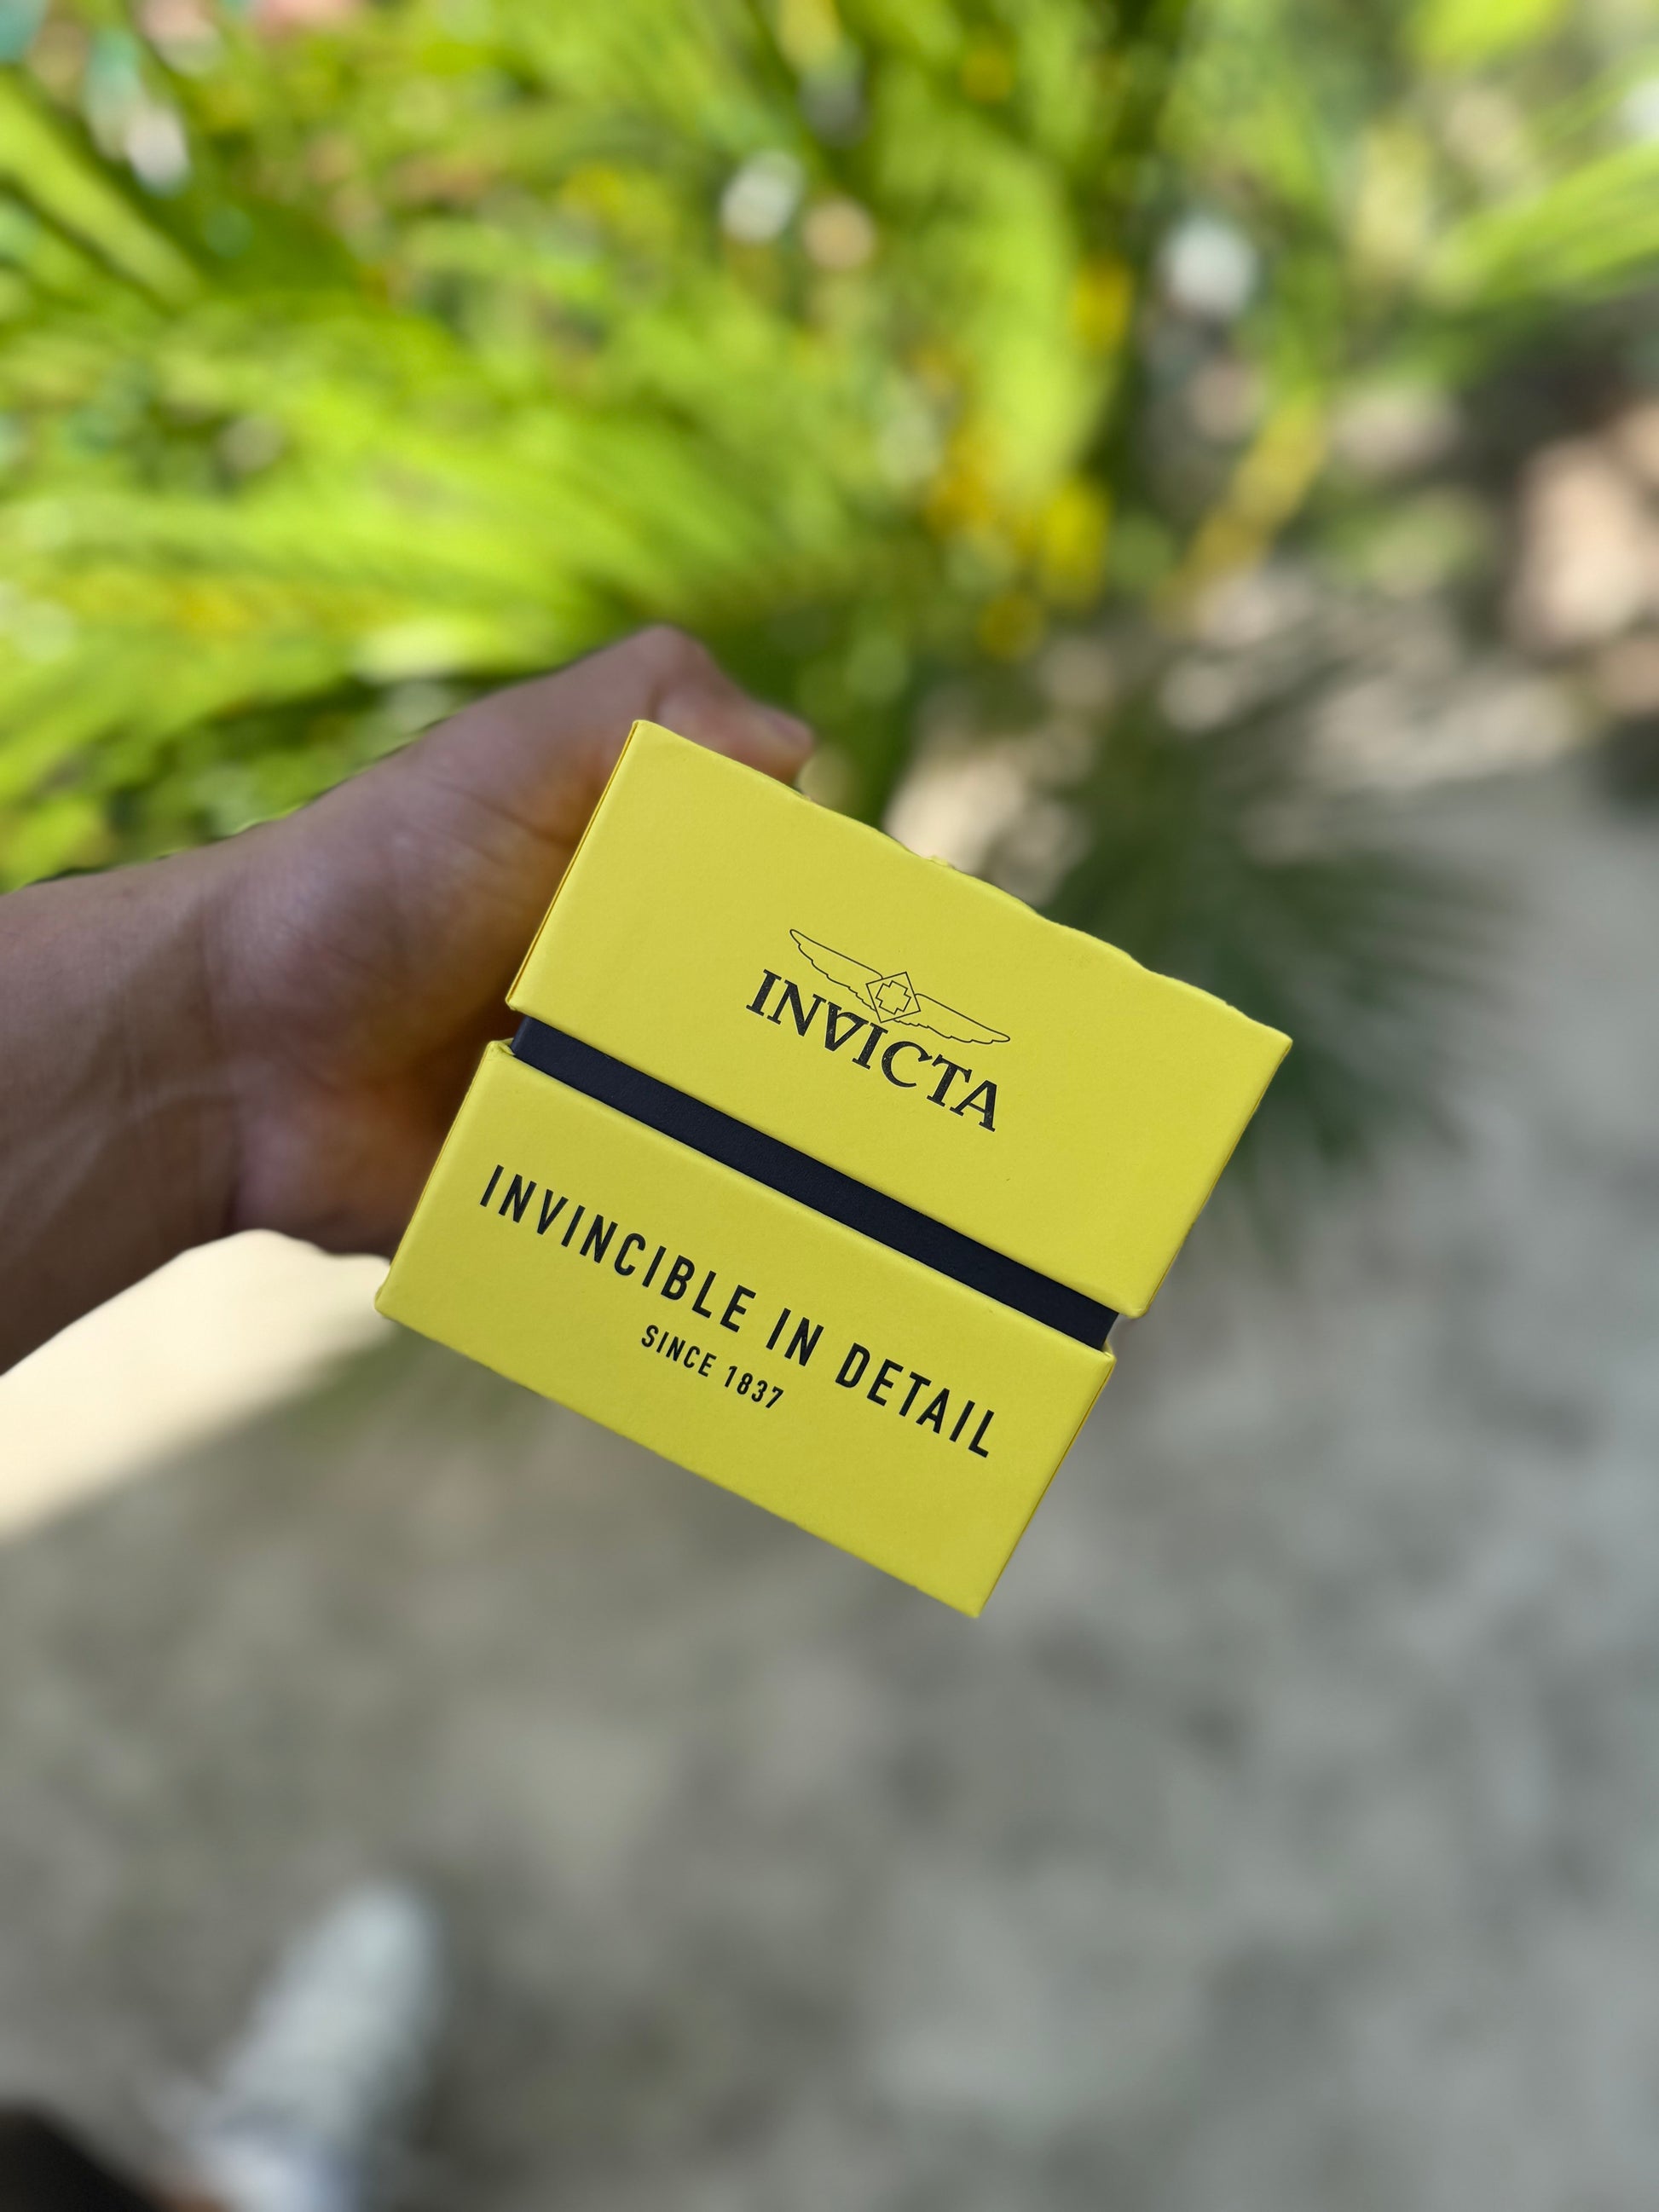 INVICTA
INVINCIBLE IN DETAIL
SINCE 1837